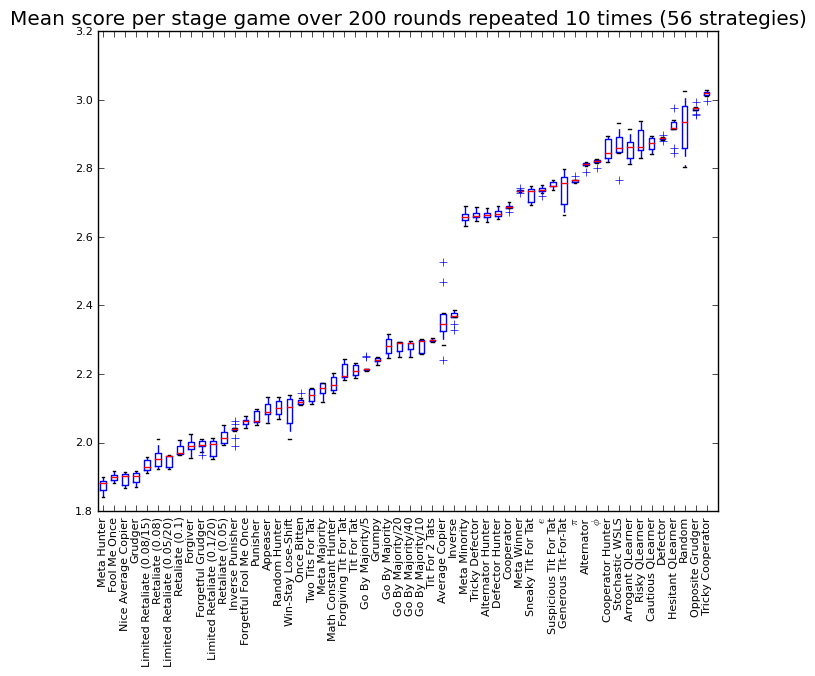 Mean score per stage game over 200 rounds repeated 10 times (56 strategies)
3.2
3.0
2.8
2.6
2.4
2.2
2.0
1.8
Meta Hunter
Fool Me Once
Nice Average Copier
Grudger
Limited Retaliate (0.08/15)
Retaliate (0.08)
Limited Retaliate (0.05/20)
Retaliate (0.1)
Forgiver
Forgetful Grudger
Limited Retaliate (0.1/20)
Retaliate (0.05)
Inverse Punisher
Forgetful Fool Me Once
Punisher
Appeaser
Random Hunter
Win-Stay Lose-Shift
Once Bitten
Two Tits For Tat
Meta Majority
Math Constant Hunter
Forgiving Tit For Tat
Tit For Tat
Go By Majority/5
Grumpy
Go By Majority
Go By Majority/20
Go By Majority/40
Go By Majority/10
Tit For 2 Tats
Average Copier
Inverse
Meta Minority
Tricky Defector
Alternator Hunter
Defector Hunter
Cooperator
Meta Winner
Sneaky Tit For Tat
e
Suspicious Tit For Tat
Generous Tit-For-Tat
π
Alternator
ϕ
Cooperator Hunter
Stochastic WSLS
Arrogant QLearner
Risky QLearner
Cautious QLearner
Defector
Hesitant QLearner
Random
Opposite Grudger
Tricky Cooperator